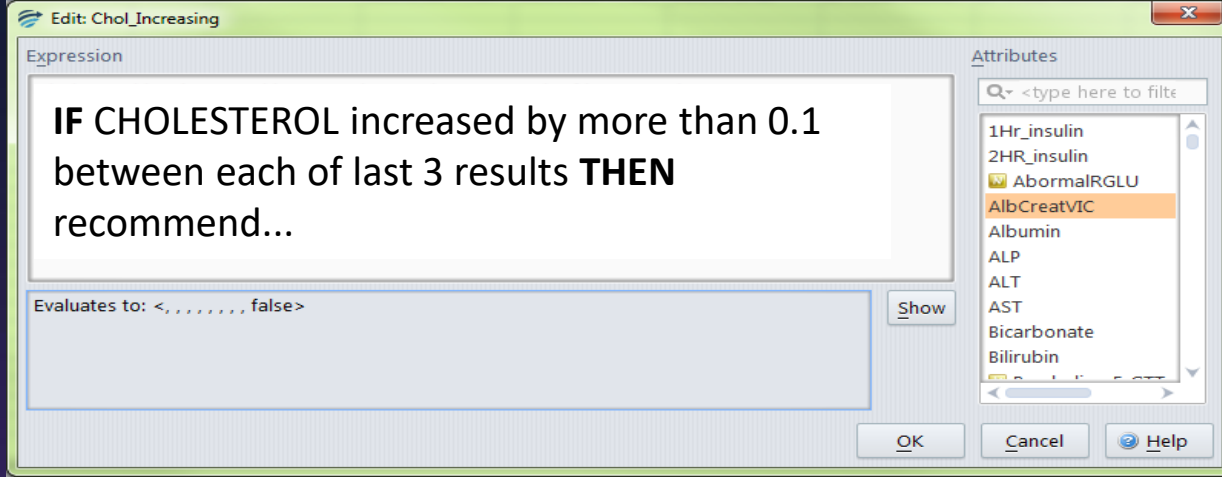 Edit: Chol_Increasing
Expression
IF CHOLESTEROL increased by more than 0.1
between each of last 3 results THEN
recommend...
Evaluates to: <, , , , , , , , false>
Show
Attributes
<type here to filte
1Hr_insulin
2HR_insulin
AbormalRGLU
AlbCreatVIC
Albumin
ALP
ALT
AST
Bicarbonate
Bilirubin
OK
Cancel
Help